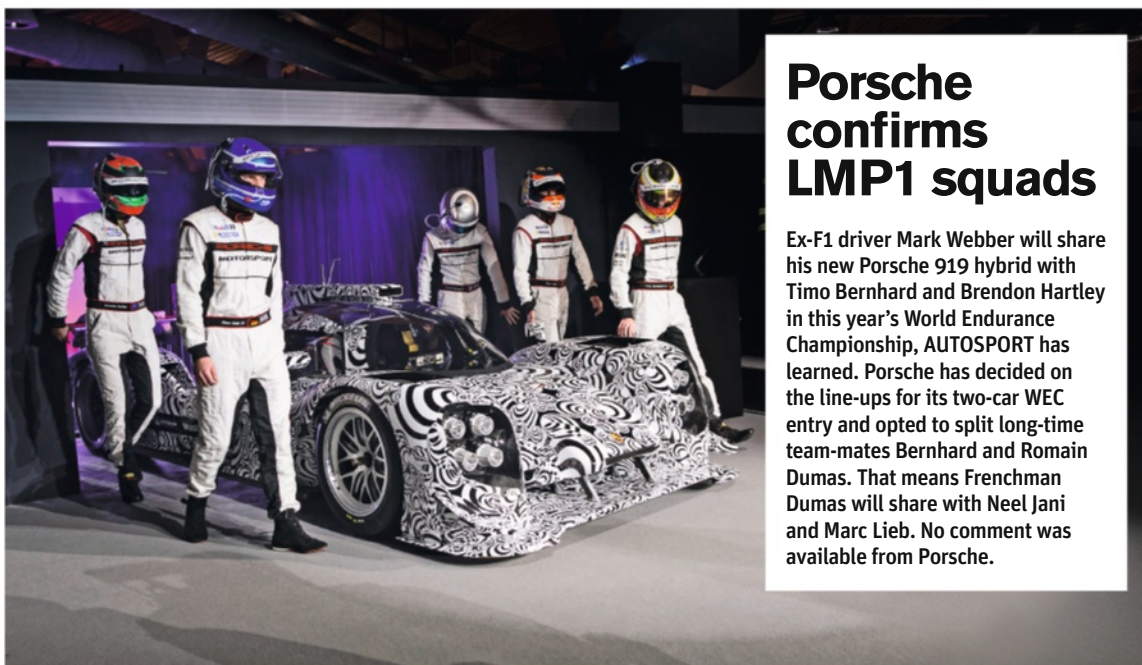 Porsche
confirms
LMP1 squads
Ex-F1 driver Mark Webber will share
his new Porsche 919 hybrid with
Timo Bernhard and Brendon Hartley
in this year's World Endurance
Championship, AUTOSPORT has
learned. Porsche has decided on
the line-ups for its two-car WEC
entry and opted to split long-time
team-mates Bernhard and Romain
Dumas. That means Frenchman
Dumas will share with Neel Jani
and Marc Lieb. No comment was
available from Porsche.
PORSCHE
MOTORSPORT